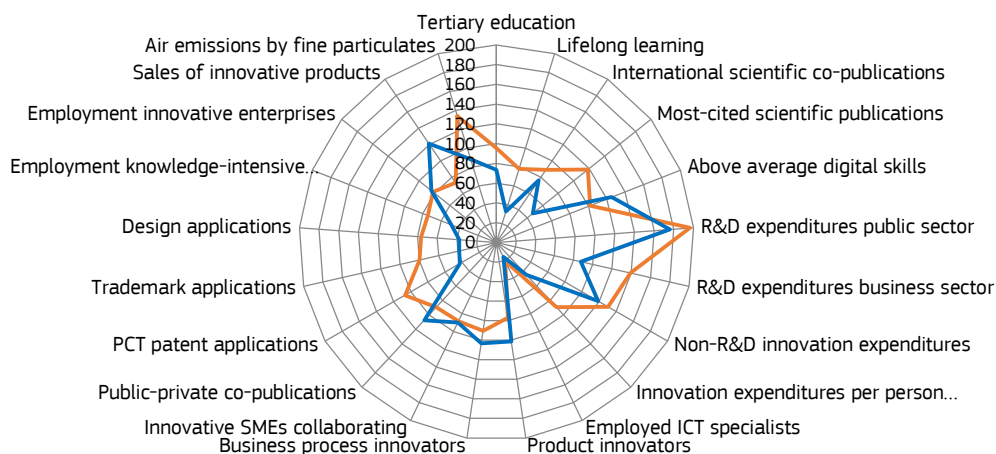 Tertiary education
Lifelong learning
International scientific co-publications
Most-cited scientific publications
Above average digital skills
R&D expenditures public sector
R&D expenditures business sector
Non-R&D innovation expenditures
Innovation expenditures per person...
Employed ICT specialists
Product innovators
Business process innovators
Innovative SMEs collaborating
Public-private co-publications
PCT patent applications
Trademark applications
Design applications
Employment knowledge-intensive...
Employment innovative enterprises
Sales of innovative products
Air emissions by fine particulates
200
180
160
140
120
100
80
60
40
20
0